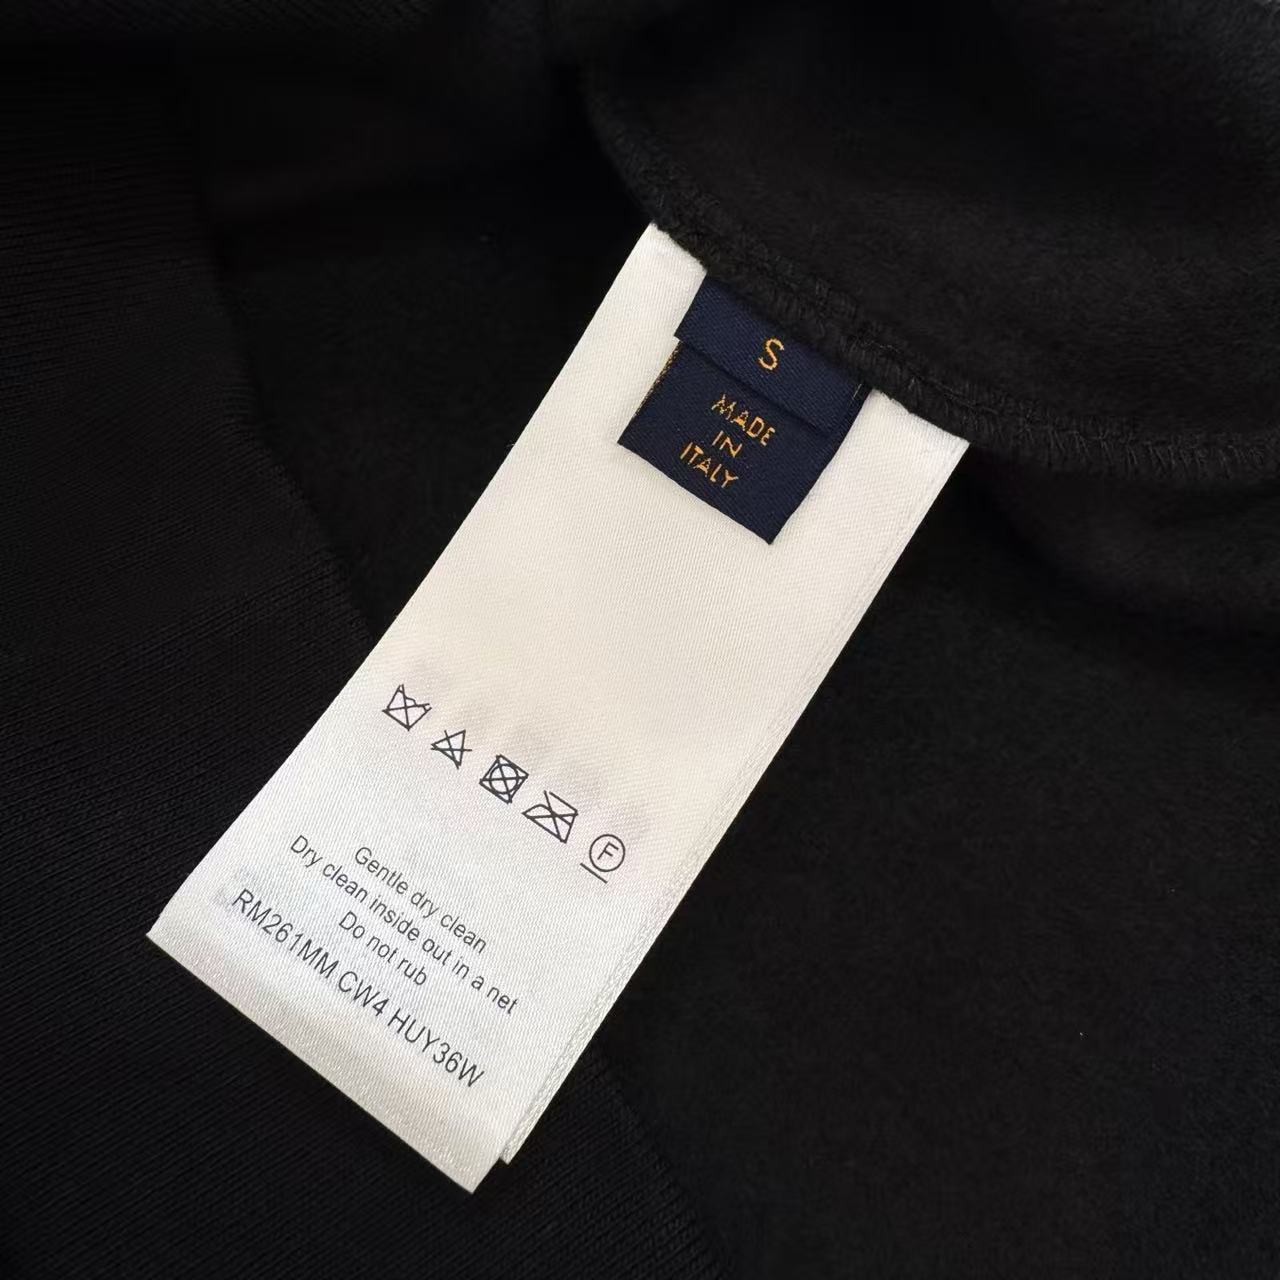 S
MADE
IN
ITALY
F
Gentle dry clean
Dry clean inside out in a net
Do not rub
RM261MM CW4 HUY36W